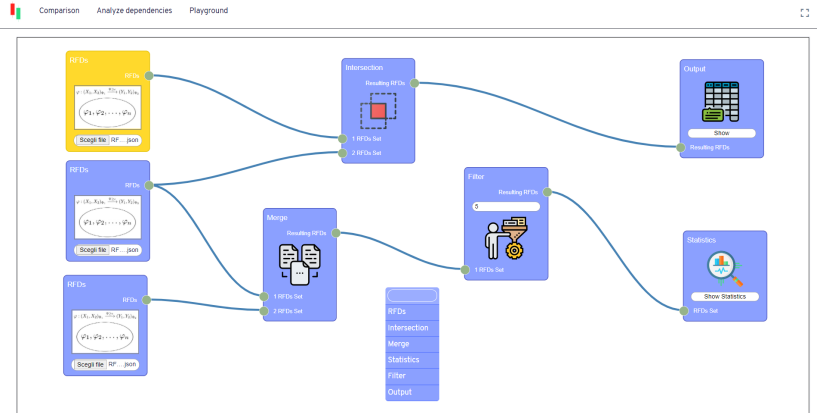 Comparison Analyze dependencies Playground
RFDs
RFDs
Scegli file RF....json
RFDs
RFDs
Scegli file RF....json
RFDs
RFDs
Scegli file RF....json
Intersection
Resulting RFDs
1 RFDs Set
2 RFDs Set
Merge
Resulting RFDs
1 RFDs Set
2 RFDs Set
Filter
Resulting RFDs
5
1 RFDs Set
Output
Show
Resulting RFDs
Statistics
Show Statistics
RFDs Set
RFDs
Intersection
Merge
Statistics
Filter
Output